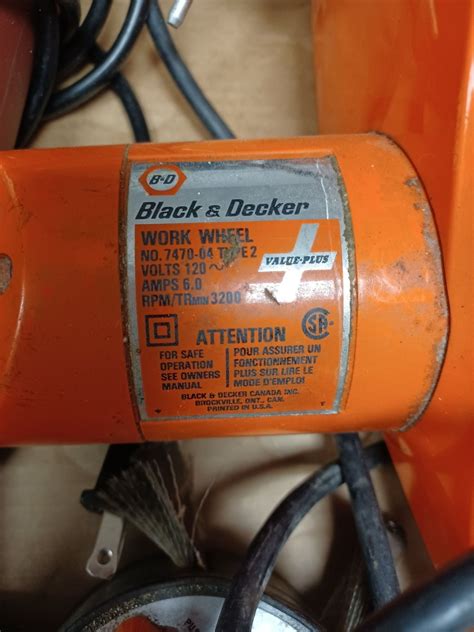 B&D
Black & Decker
WORK WHEEL
NO. 7470-04 TYPE 2
VOLTS 120
VALUE-PLUS
AMPS 6.0
RPM/TRMIN 3200
ATTENTION
SA
FOR SAFE
OPERATION
SEE OWNERS
MANUAL
POUR ASSURER UN
FONCTIONNEMENT
PLUS SUR LIRE LE
MODE D'EMPLOI
BLACK & DECKER CANADA INC.
BROCKVILLE, ONT., CAN.
PRINTED IN U.S.A.